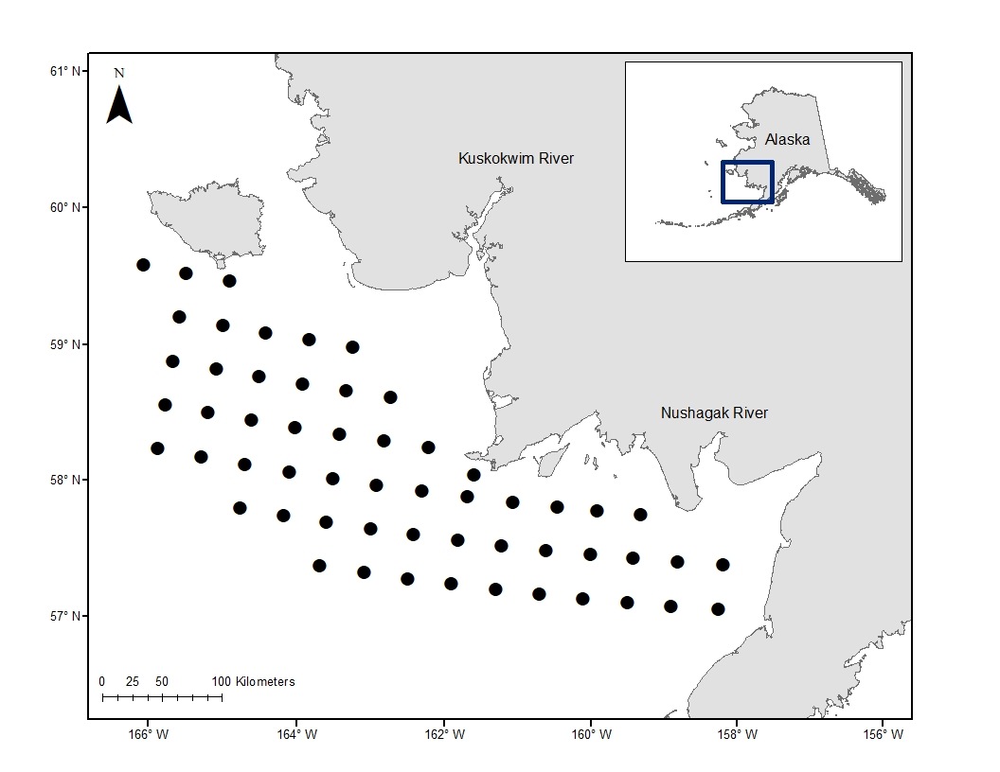 61° N
N
Alaska
Kuskokwim River
60° N
59° N
Nushagak River
58° N
57° N
0 25 50 100 Kilometers
166° W 164° W 162° W 160° W 158° W 156° W